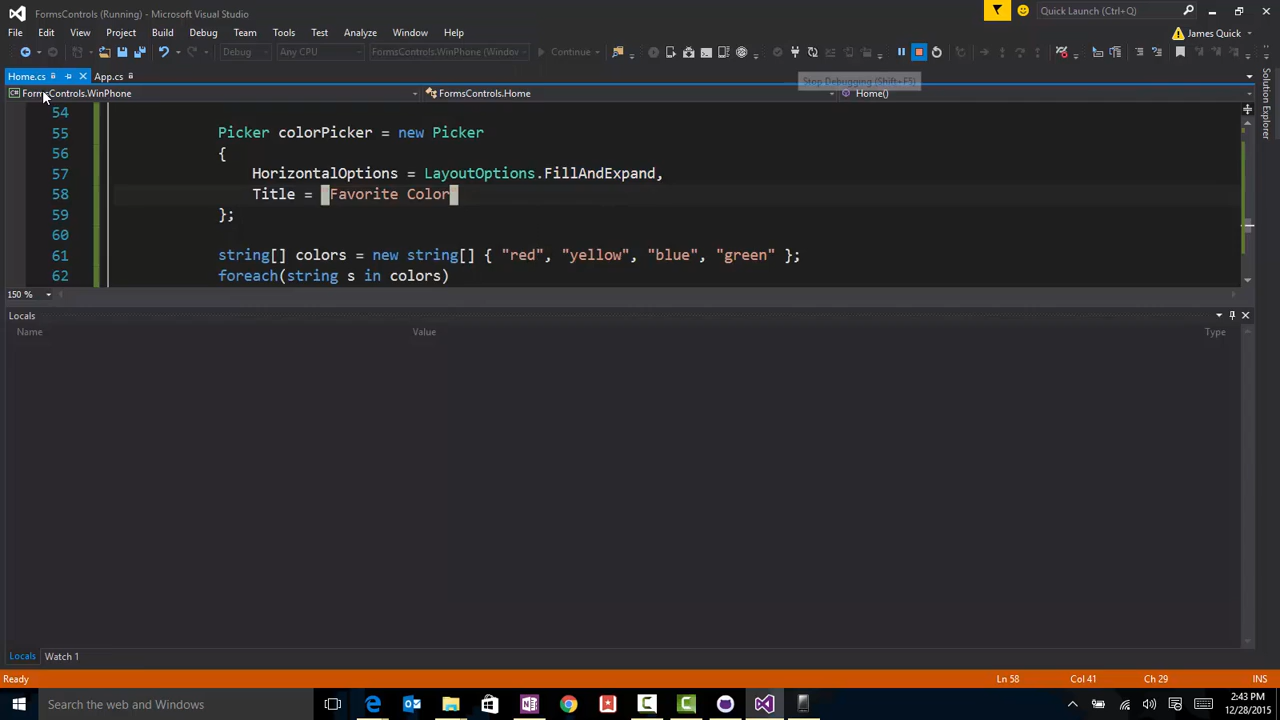 FormsControls (Running) - Microsoft Visual Studio
Quick Launch (Ctrl+Q)
File Edit View Project Build Debug Team Tools Test Analyze Window Help
James Quick
Debug Any CPU FormsControls.WinPhone (Window Continue
Home.cs App.cs
Stop Debugging (Shift+F5)
FormsControls.WinPhone FormsControls.Home Home()
54
55 Picker colorPicker = new Picker
56 {
57 HorizontalOptions = LayoutOptions.FillAndExpand,
58 Title = "Favorite Color"
59 };
60
61 string[] colors = new string[] { "red", "yellow", "blue", "green" };
62 foreach(string s in colors)
150 %
Locals
Name Value Type
Locals Watch 1
Ready Ln 58 Col 41 Ch 29 INS
Search the web and Windows
2:43 PM
12/28/2015
Solution Explorer